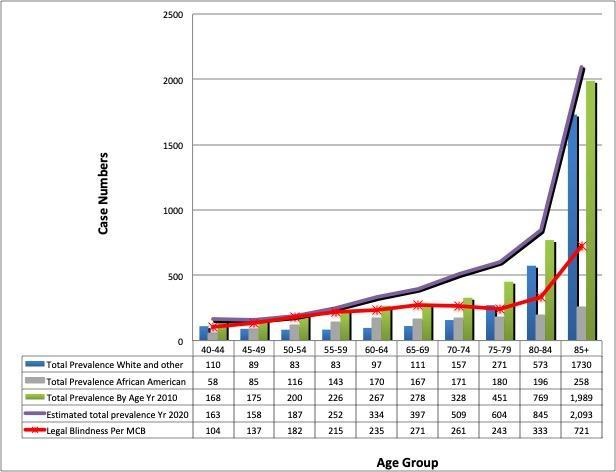 2500
2000
1500
1000
500
0
Case Numbers
40-44 45-49 50-54 55-59 60-64 65-69 70-74 75-79 80-84 85+
Total Prevalence White and other 110 89 83 83 97 111 157 271 573 1730
Total Prevalence African American 58 85 116 143 170 167 171 180 196 258
Total Prevalence By Age Yr 2010 168 175 200 226 267 278 328 451 769 1,989
Estimated total prevalence Yr 2020 163 158 187 252 334 397 509 604 845 2,093
Legal Blindness Per MCB 104 137 182 215 235 271 261 243 333 721
Age Group